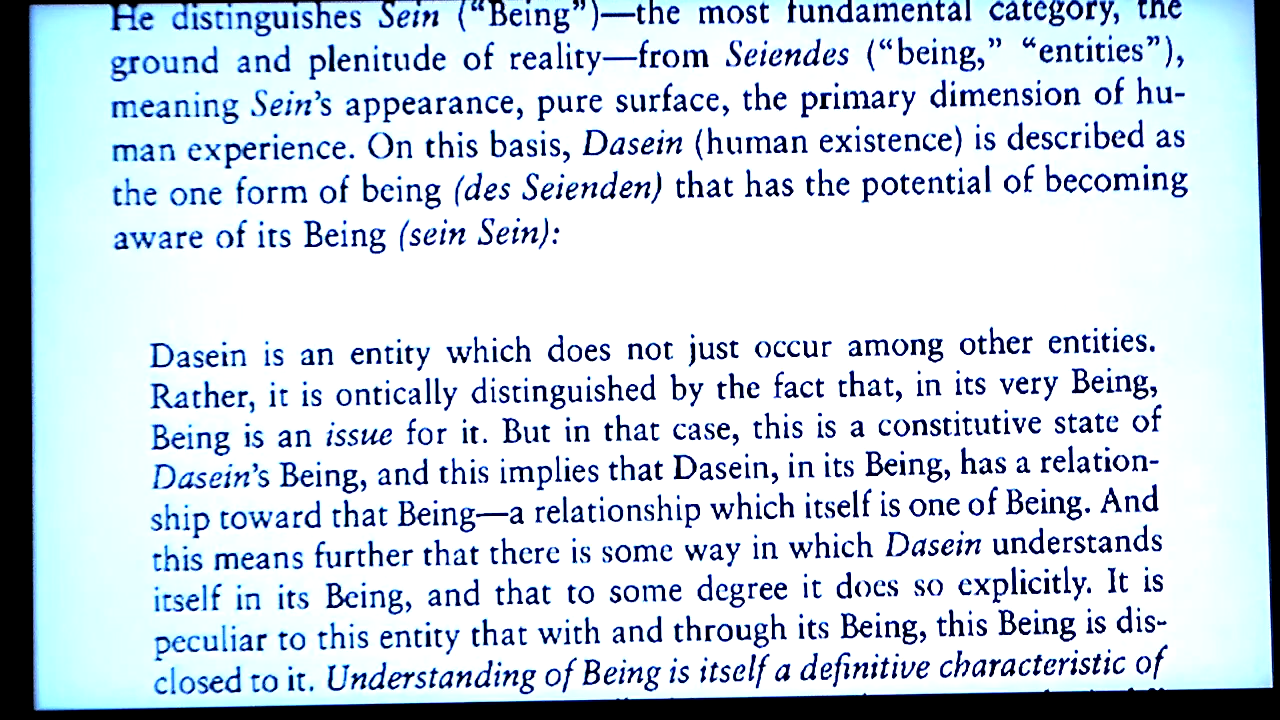 He distinguishes Sein (“Being”)—the most fundamental category, the
ground and plenitude of reality—from Seiendes (“being,” “entities”),
meaning Sein’s appearance, pure surface, the primary dimension of hu-
man experience. On this basis, Dasein (human existence) is described as
the one form of being (des Seienden) that has the potential of becoming
aware of its Being (sein Sein):
Dasein is an entity which does not just occur among other entities.
Rather, it is ontically distinguished by the fact that, in its very Being,
Being is an issue for it. But in that case, this is a constitutive state of
Dasein’s Being, and this implies that Dasein, in its Being, has a relation-
ship toward that Being—a relationship which itself is one of Being. And
this means further that there is some way in which Dasein understands
itself in its Being, and that to some degree it does so explicitly. It is
peculiar to this entity that with and through its Being, this Being is dis-
closed to it. Understanding of Being is itself a definitive characteristic of